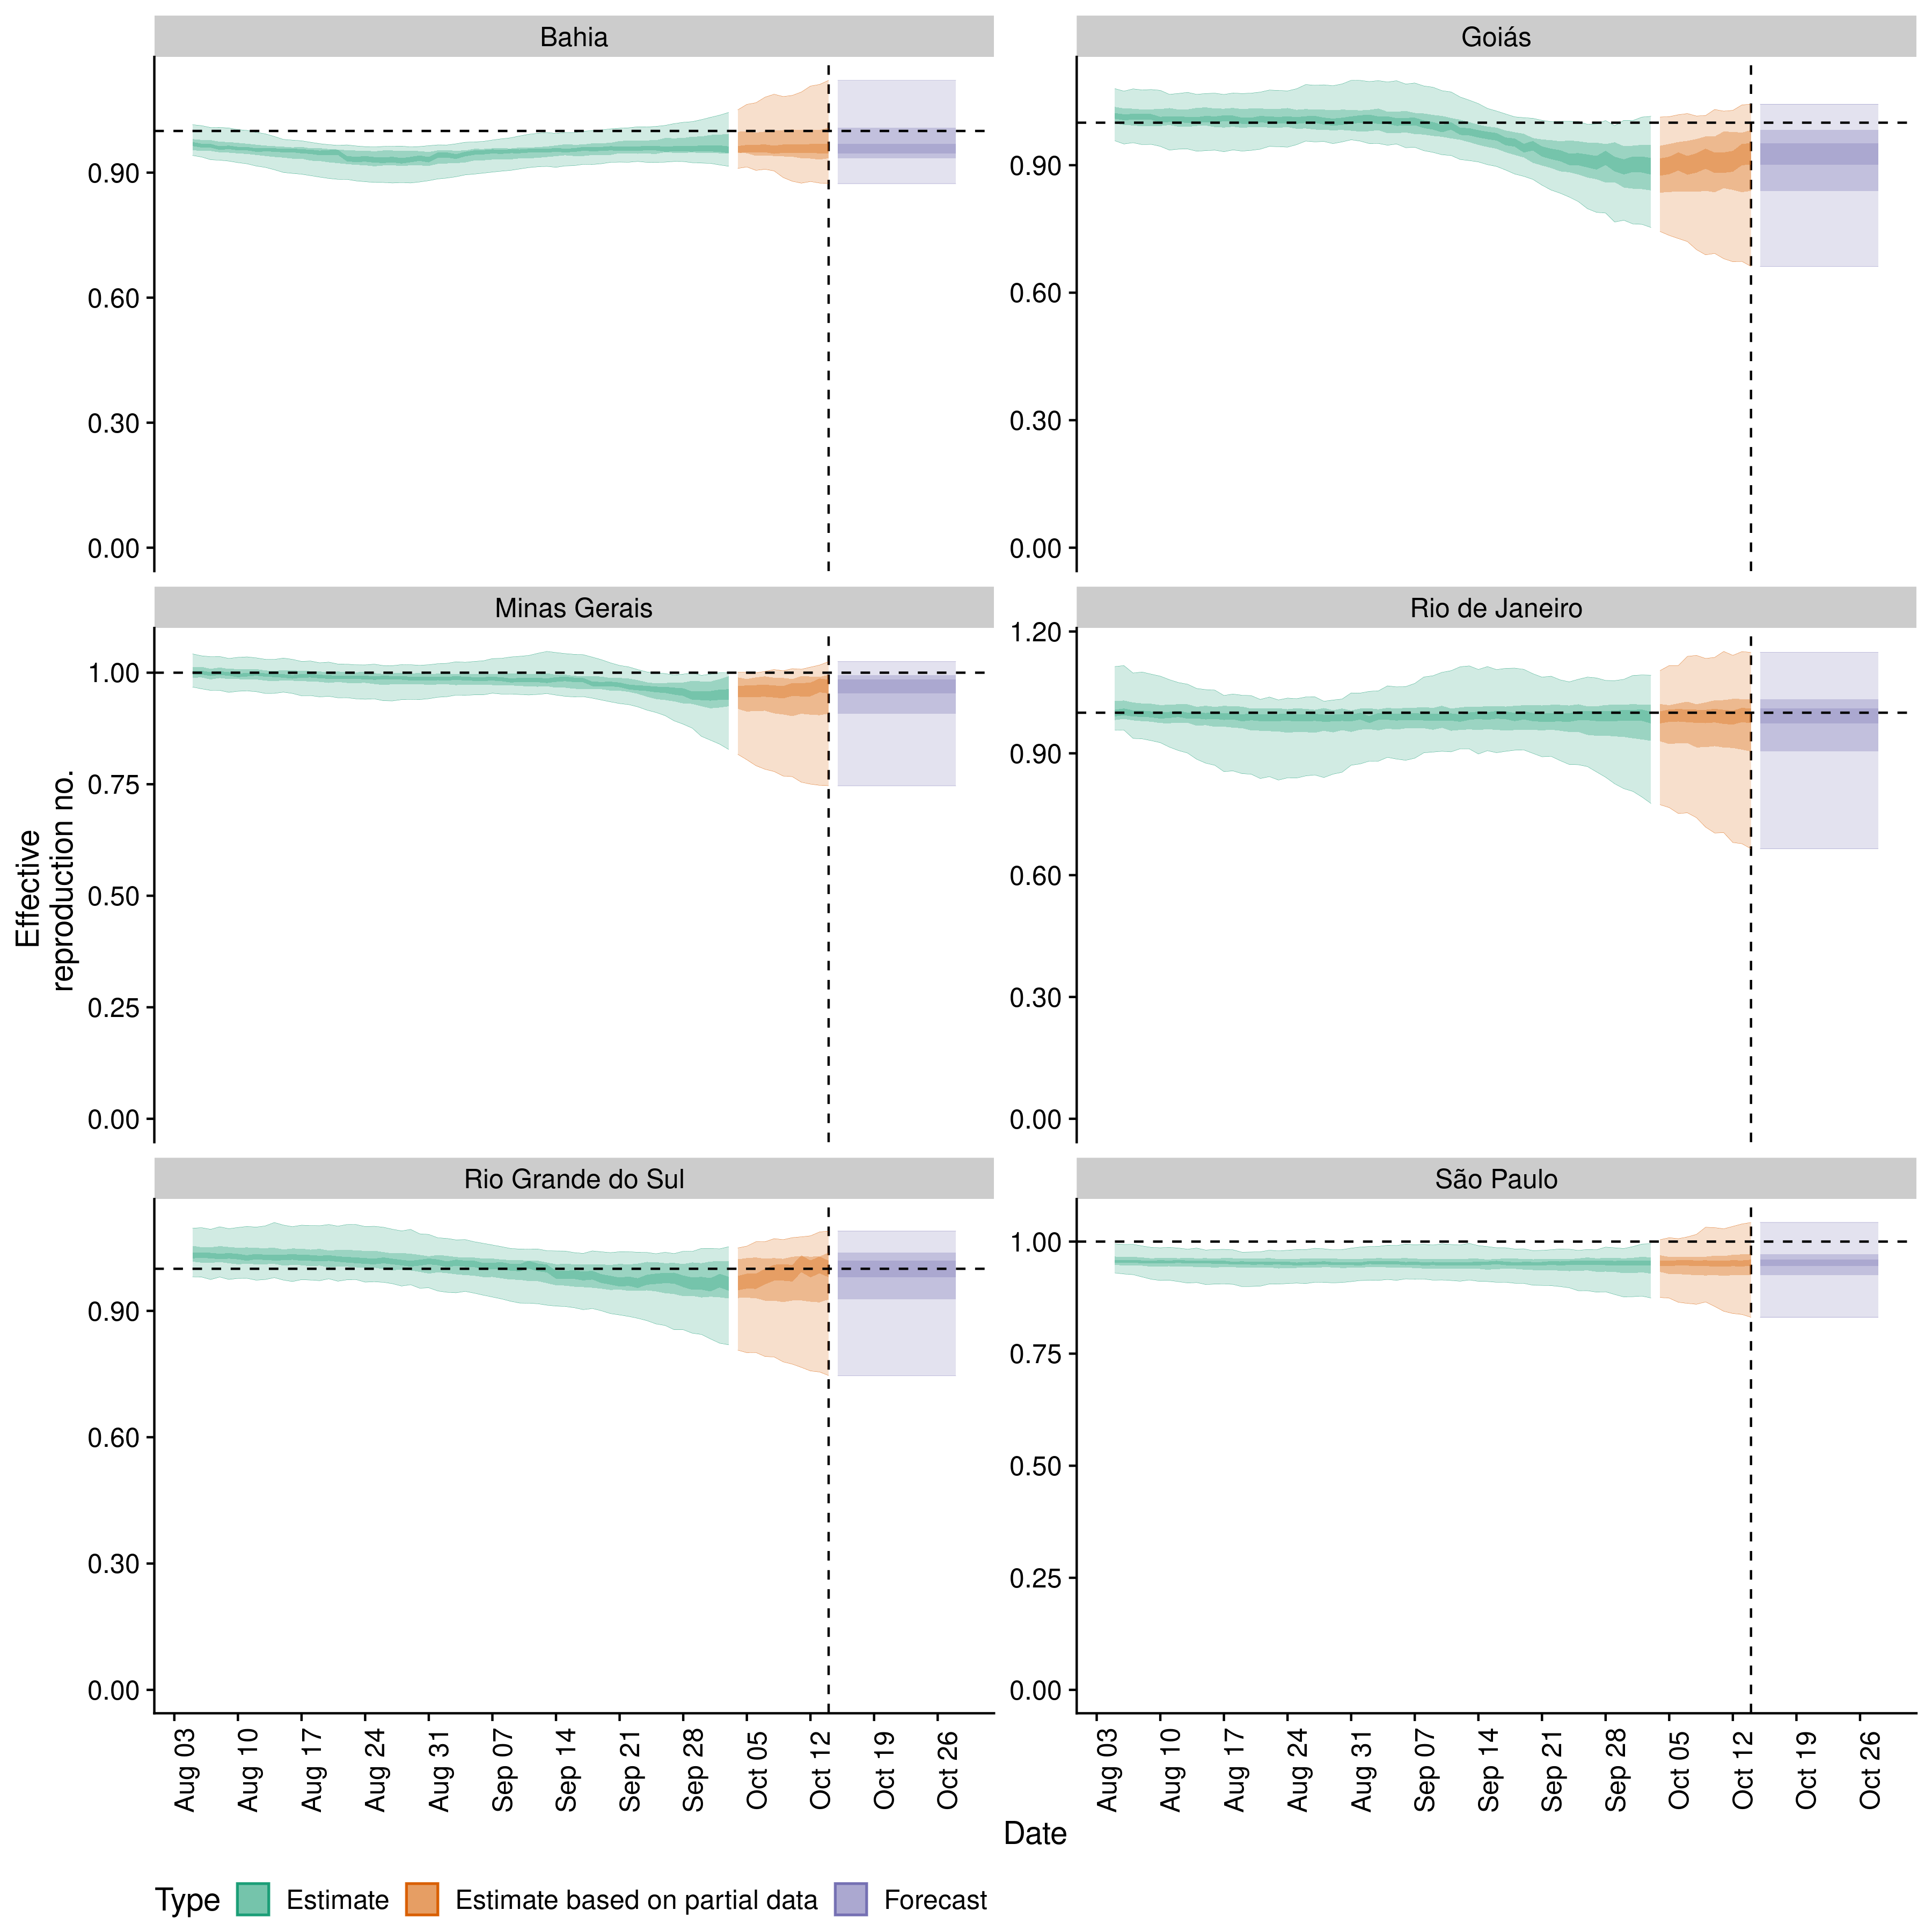 Bahia
Goiás
0.90
0.60
0.30
0.00
0.90
0.60
0.30
0.00
Minas Gerais
Rio de Janeiro
1.00
0.75
0.50
0.25
0.00
1.20
0.90
0.60
0.30
0.00
Effective
reproduction no.
Rio Grande do Sul
São Paulo
0.90
0.60
0.30
0.00
1.00
0.75
0.50
0.25
0.00
Aug 03
Aug 10
Aug 17
Aug 24
Aug 31
Sep 07
Sep 14
Sep 21
Sep 28
Oct 05
Oct 12
Oct 19
Oct 26
Aug 03
Aug 10
Aug 17
Aug 24
Aug 31
Sep 07
Sep 14
Sep 21
Sep 28
Oct 05
Oct 12
Oct 19
Oct 26
Date
Type Estimate Estimate based on partial data Forecast